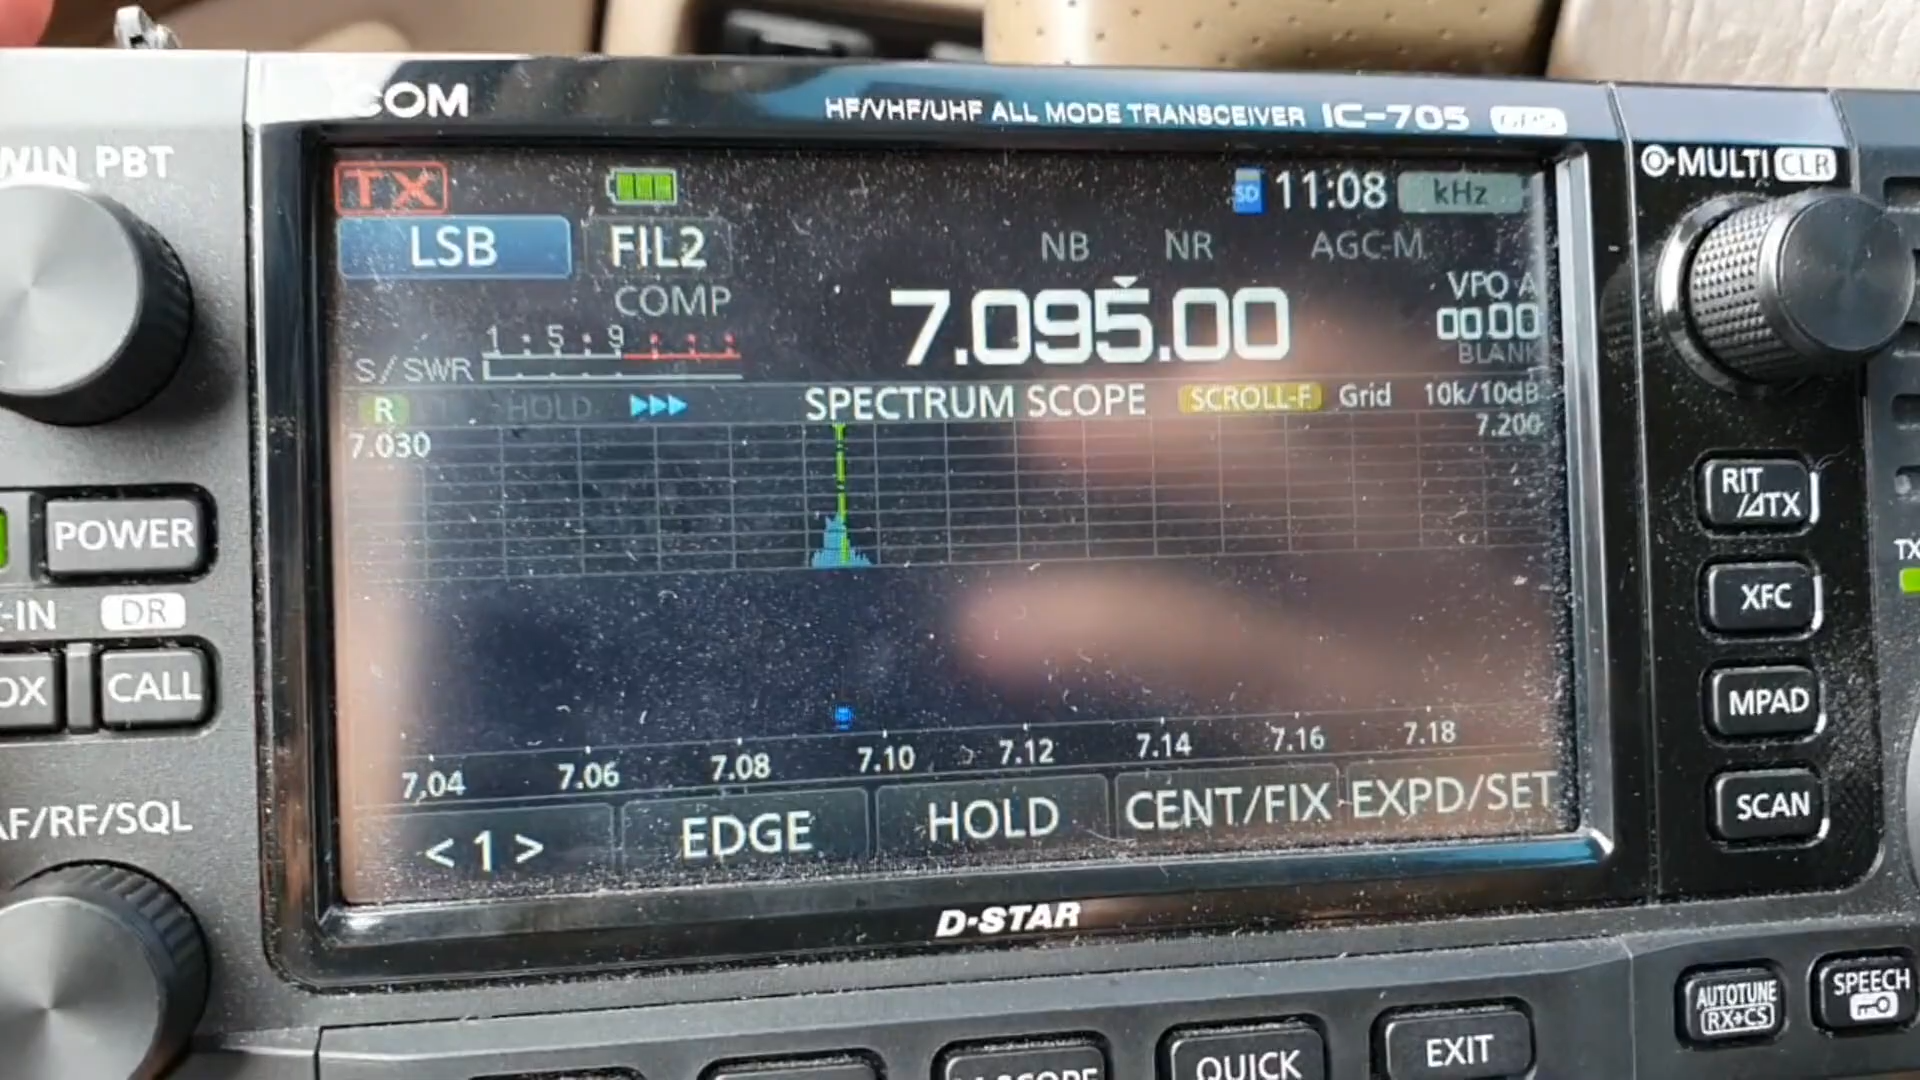 COM
HF/VHF/UHF ALL MODE TRANSCEIVER IC-705 GPS
TWIN PBT
MULTI CLR
TX
SD 11:08 kHz
LSB FIL2
NB NR AGC-M
COMP
VFO A
7.095.00
00.00
BLANK
1 5 9
S/SWR
R HOLD SPECTRUM SCOPE SCROLL-F Grid 10k/10dB
7.030 7.200
POWER
RIT/⊿TX
TX
XFC
-IN DR
OX CALL
MPAD
7.04 7.06 7.08 7.10 7.12 7.14 7.16 7.18
AF/RF/SQL
SCAN
< 1 > EDGE HOLD CENT/FIX EXPD/SET
D-STAR
AUTOTUNE
RX→CS
SPEECH
QUICK
EXIT